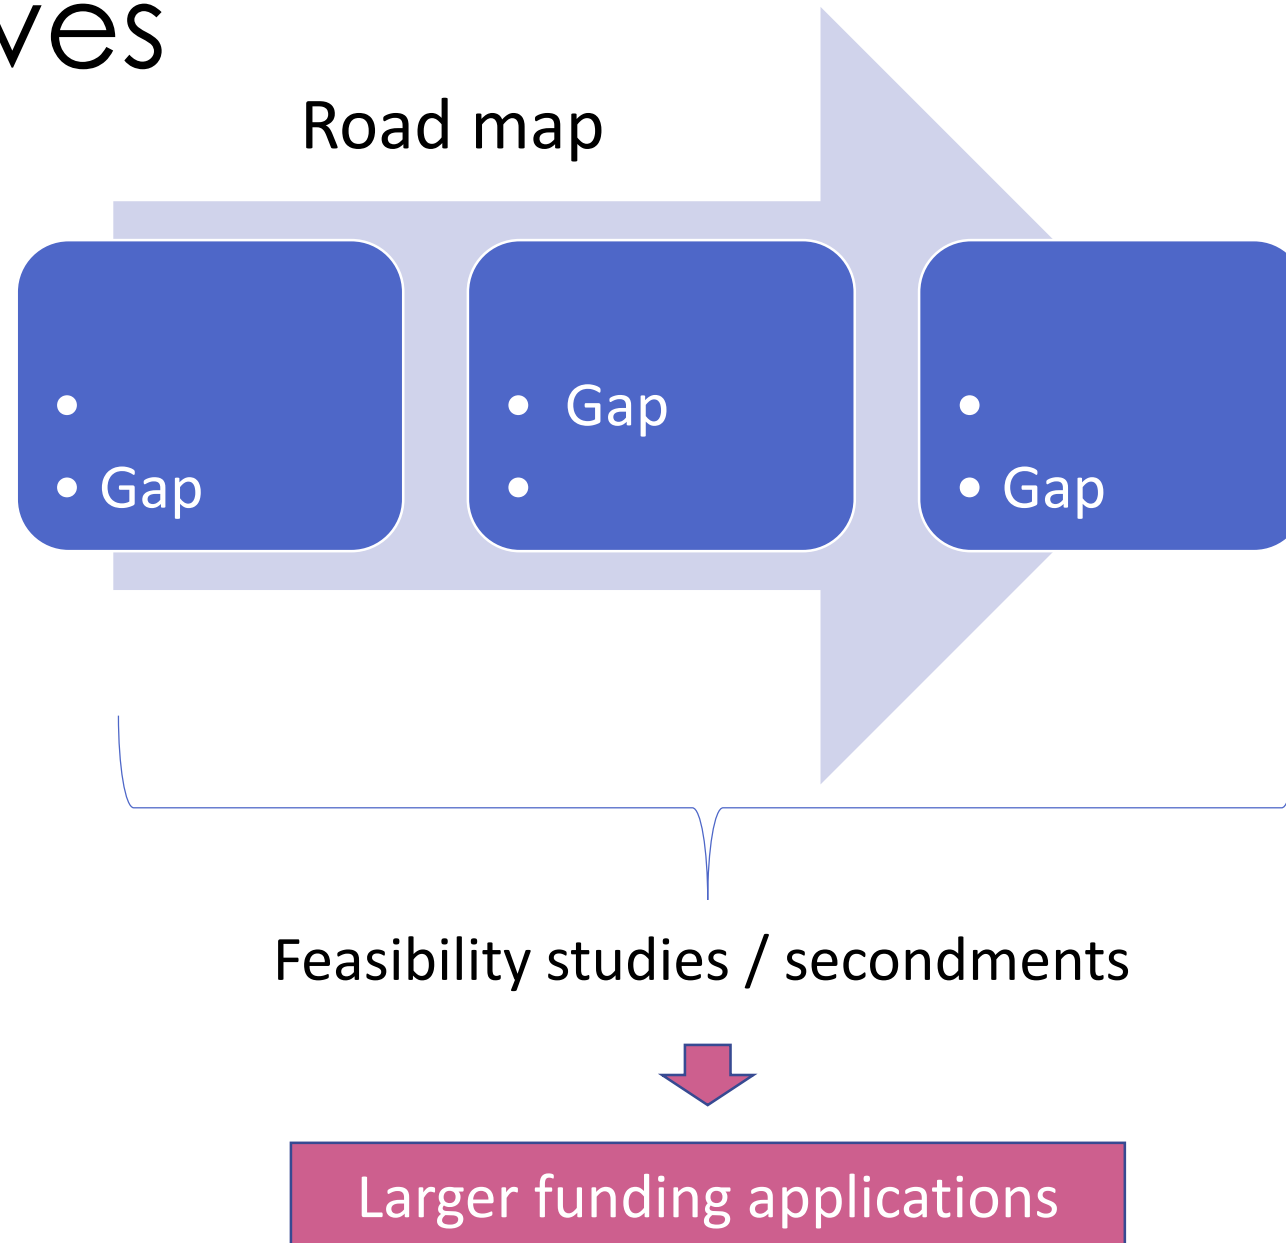 ves
Road map
•
• Gap
• Gap
•
•
• Gap
Feasibility studies / secondments
Larger funding applications